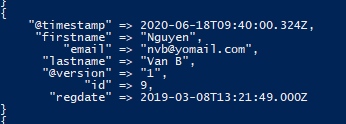 }
{
"@timestamp" => 2020-06-18T09:40:00.324Z,
"firstname" => "Nguyen",
"email" => "nvb@yomail.com",
"lastname" => "Van B",
"@version" => "1",
"id" => 9,
"regdate" => 2019-03-08T13:21:49.000Z
}
{